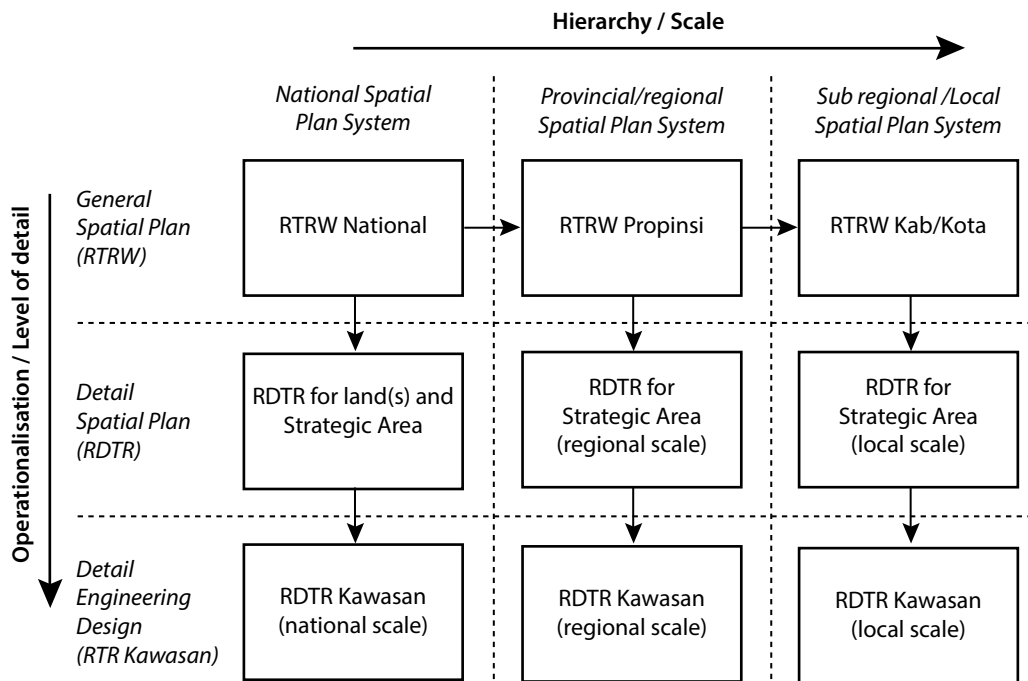 Hierarchy / Scale
National Spatial
Plan System
Provincial/regional
Spatial Plan System
Sub regional /Local
Spatial Plan System
Operationalisation / Level of detail
General
Spatial Plan
(RTRW)
RTRW National
RTRW Propinsi
RTRW Kab/Kota
Detail
Spatial Plan
(RDTR)
RDTR for land(s) and
Strategic Area
RDTR for
Strategic Area
(regional scale)
RDTR for
Strategic Area
(local scale)
Detail
Engineering
Design
(RTR Kawasan)
RDTR Kawasan
(national scale)
RDTR Kawasan
(regional scale)
RDTR Kawasan
(local scale)